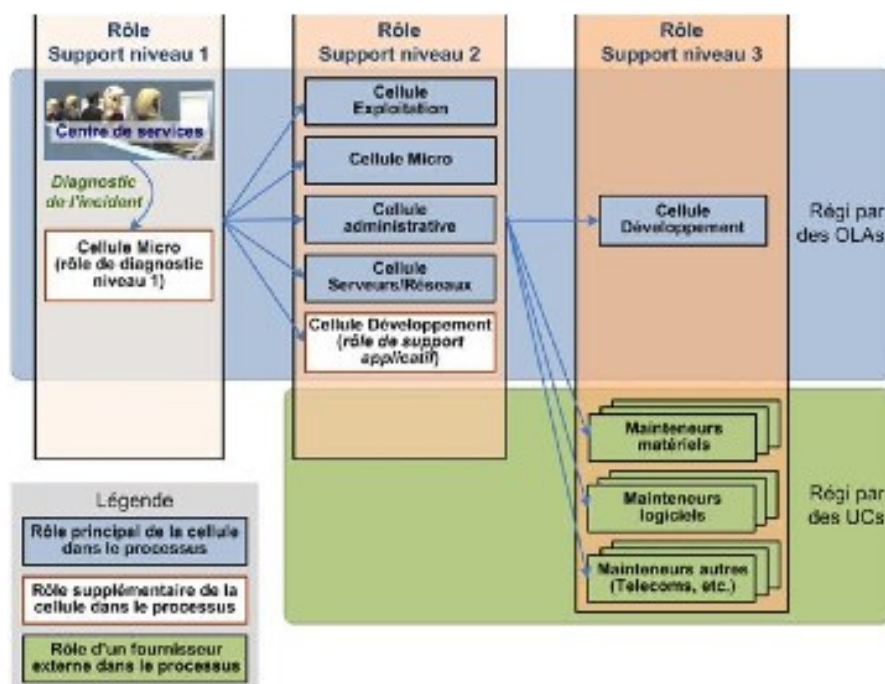 Rôle
Support niveau 1
Rôle
Support niveau 2
Rôle
Support niveau 3
Centre de services
Diagnostic
de l'incident
Cellule Micro
(rôle de diagnostic
niveau 1)
Cellule
Exploitation
Cellule Micro
Cellule
administrative
Cellule
Serveurs/Réseaux
Cellule Développement
(rôle de support
applicatif)
Cellule
Développement
Régi par
des OLAs
Mainteneurs
matériels
Mainteneurs
logiciels
Mainteneurs autres
(Telecoms, etc.)
Régi par
des UCs
Légende
Rôle principal de la cellule
dans le processus
Rôle supplémentaire de la
cellule dans le processus
Rôle d'un fournisseur
externe dans le processus